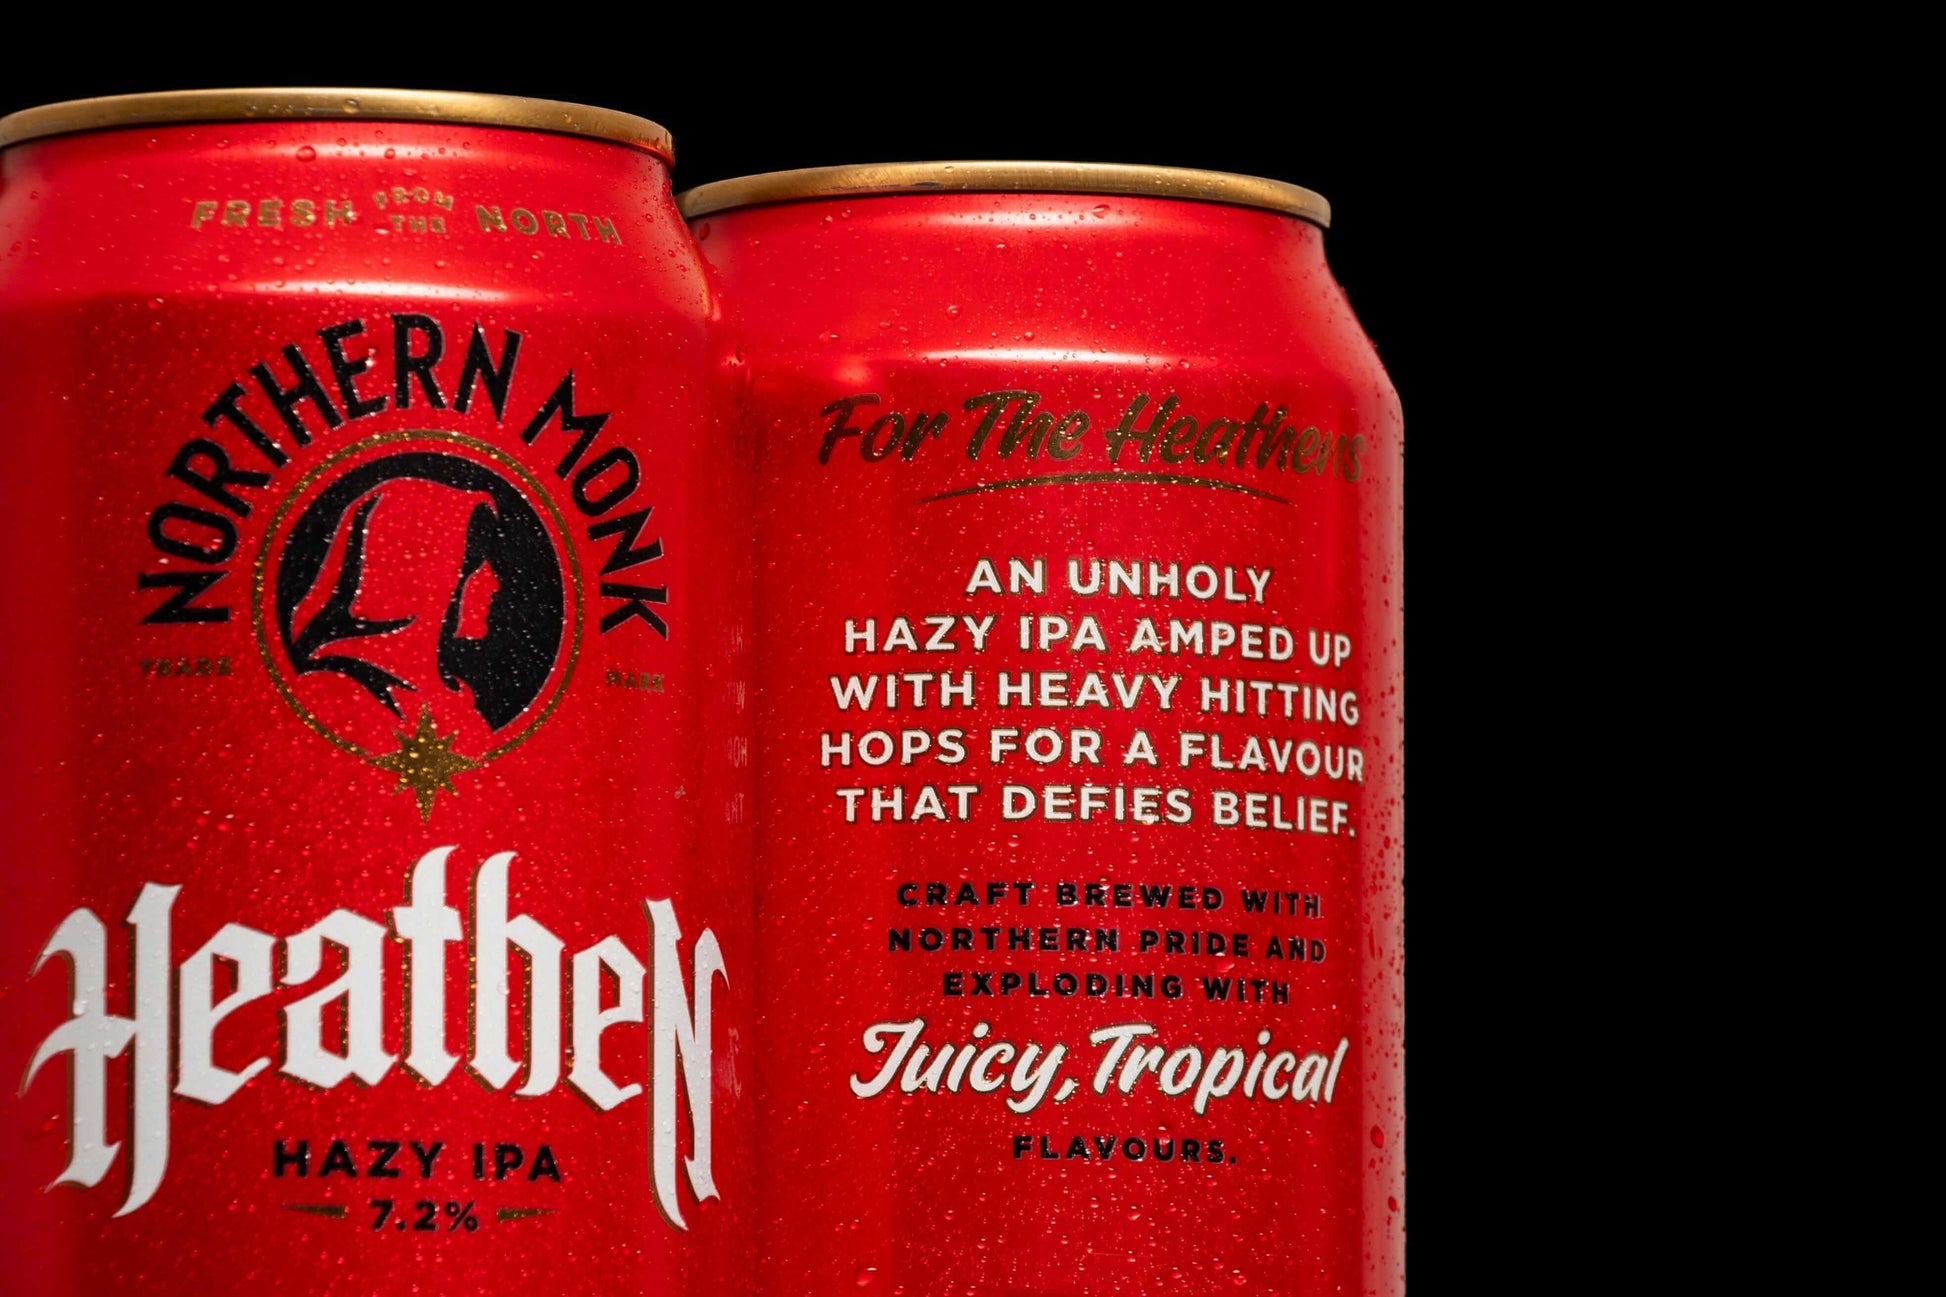 FRESH FROM THE NORTH
NORTHERN MONK
TRADE MARK
Heathen
HAZY IPA
7.2%
For The Heathens
AN UNHOLY
HAZY IPA AMPED UP
WITH HEAVY HITTING
HOPS FOR A FLAVOUR
THAT DEFIES BELIEF.
CRAFT BREWED WITH
NORTHERN PRIDE AND
EXPLODING WITH
Juicy, Tropical
FLAVOURS.